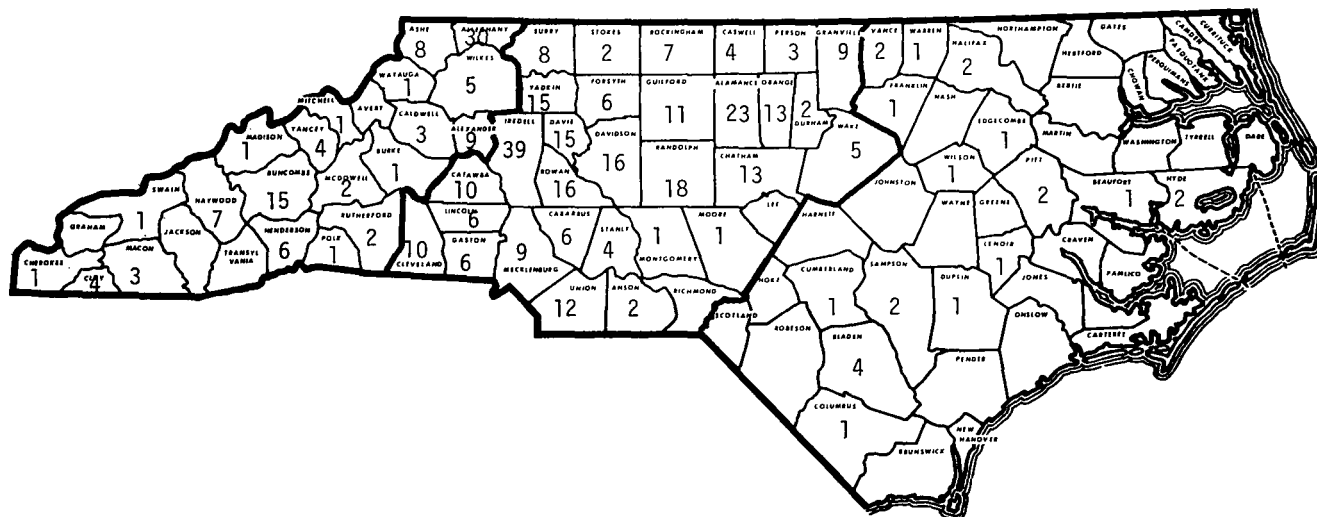 ASHE
8
ALLEGHANY
30
SURRY
8
STOKES
2
ROCKINGHAM
7
CASWELL
4
PERSON
3
GRANVILLE
9
VANCE
2
WARREN
1
HALIFAX
2
NORTHAMPTON
GATES
HERTFORD
CAMDEN
CURRITUCK
PASQUOTANK
PERQUIMANS
CHOWAN
BERTIE
WATAUGA
1
WILKES
5
YADKIN
15
FORSYTH
6
GUILFORD
11
ALAMANCE
23
ORANGE
13
2
DURHAM
FRANKLIN
1
NASH
EDGECOMBE
1
MARTIN
WASHINGTON
TYRRELL
DARE
MITCHELL
1
AVERY
CALDWELL
3
ALEXANDER
9
IREDELL
39
DAVIE
15
DAVIDSON
16
RANDOLPH
18
CHATHAM
13
WAKE
5
WILSON
1
PITT
2
BEAUFORT
1
HYDE
2
MADISON
1
YANCEY
4
BURKE
1
CATAWBA
10
ROWAN
16
JOHNSTON
WAYNE
GREENE
SWAIN
1
HAYWOOD
7
BUNCOMBE
15
MCDOWELL
2
RUTHERFORD
2
LINCOLN
6
CABARRUS
6
STANLY
4
1
MONTGOMERY
MOORE
1
LEE
HARNETT
LENOIR
1
CRAVEN
PAMLICO
GRAHAM
JACKSON
HENDERSON
6
POLK
1
10
CLEVELAND
GASTON
6
9
MECKLENBURG
CHEROKEE
1
CLAY
4
MACON
3
TRANSYL
VANIA
UNION
12
ANSON
2
RICHMOND
HOKE
CUMBERLAND
1
SAMPSON
2
DUPLIN
1
JONES
ONSLOW
CARTERET
SCOTLAND
ROBESON
BLADEN
4
PENDER
COLUMBUS
1
NEW
HANOVER
BRUNSWICK